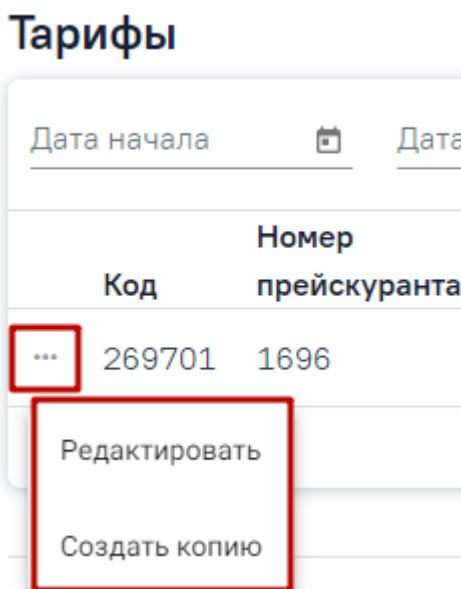 Тарифы
Дата начала Дата
Номер
Код прейскуранта
269701 1696
Редактировать
Создать копию